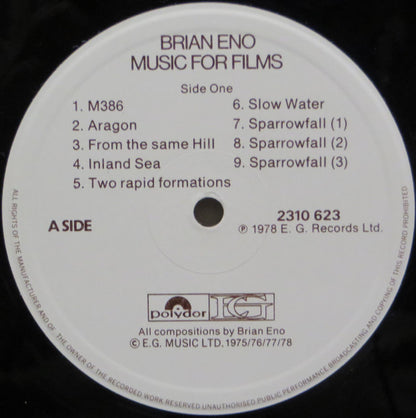 BRIAN ENO
MUSIC FOR FILMS
Side One
1. M386
2. Aragon
3. From the same Hill
4. Inland Sea
5. Two rapid formations
6. Slow Water
7. Sparrowfall (1)
8. Sparrowfall (2)
9. Sparrowfall (3)
A SIDE
2310 623
℗ 1978 E. G. Records Ltd.
polydor
EG
All compositions by Brian Eno
© E.G. MUSIC LTD. 1975/76/77/78
ALL RIGHTS OF THE MANUFACTURER AND OF THE OWNER OF THE RECORDED WORK RESERVED UNAUTHORISED PUBLIC PERFORMANCE BROADCASTING AND COPYING OF THIS RECORD PROHIBITED